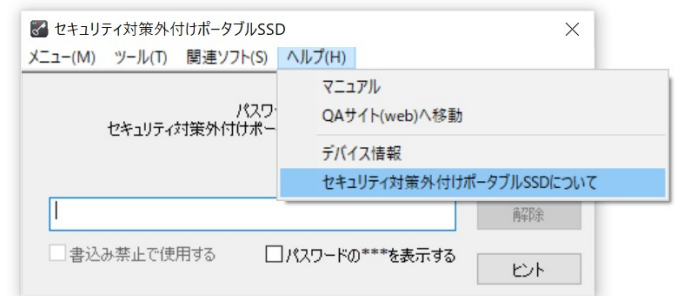 セキュリティ対策外付けポータブルSSD
メニュー(M) ツール(T) 関連ソフト(S) ヘルプ(H)
マニュアル
QAサイト(web)へ移動
デバイス情報
セキュリティ対策外付けポータブルSSDについて
パスワ
セキュリティ対策外付けポー
解除
書込み禁止で使用する
パスワードの***を表示する
ヒント